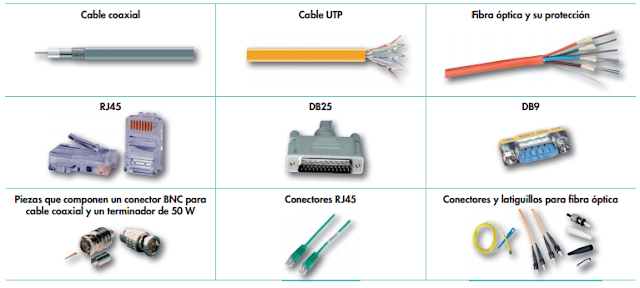 Cable coaxial
Cable UTP
Fibra óptica y su protección
RJ45
DB25
DB9
Piezas que componen un conector BNC para
cable coaxial y un terminador de 50 W
Conectores RJ45
Conectores y latiguillos para fibra óptica